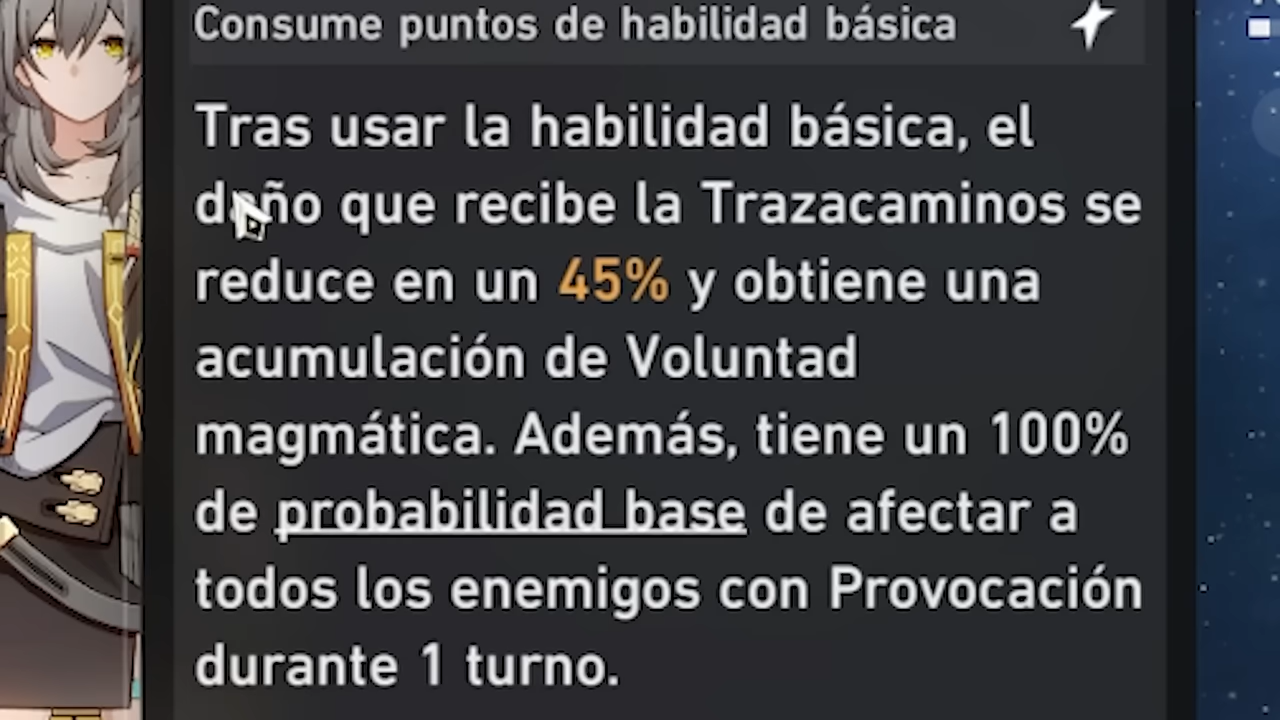 Consume puntos de habilidad básica
Tras usar la habilidad básica, el
daño que recibe la Trazacaminos se
reduce en un 45% y obtiene una
acumulación de Voluntad
magmática. Además, tiene un 100%
de probabilidad base de afectar a
todos los enemigos con Provocación
durante 1 turno.